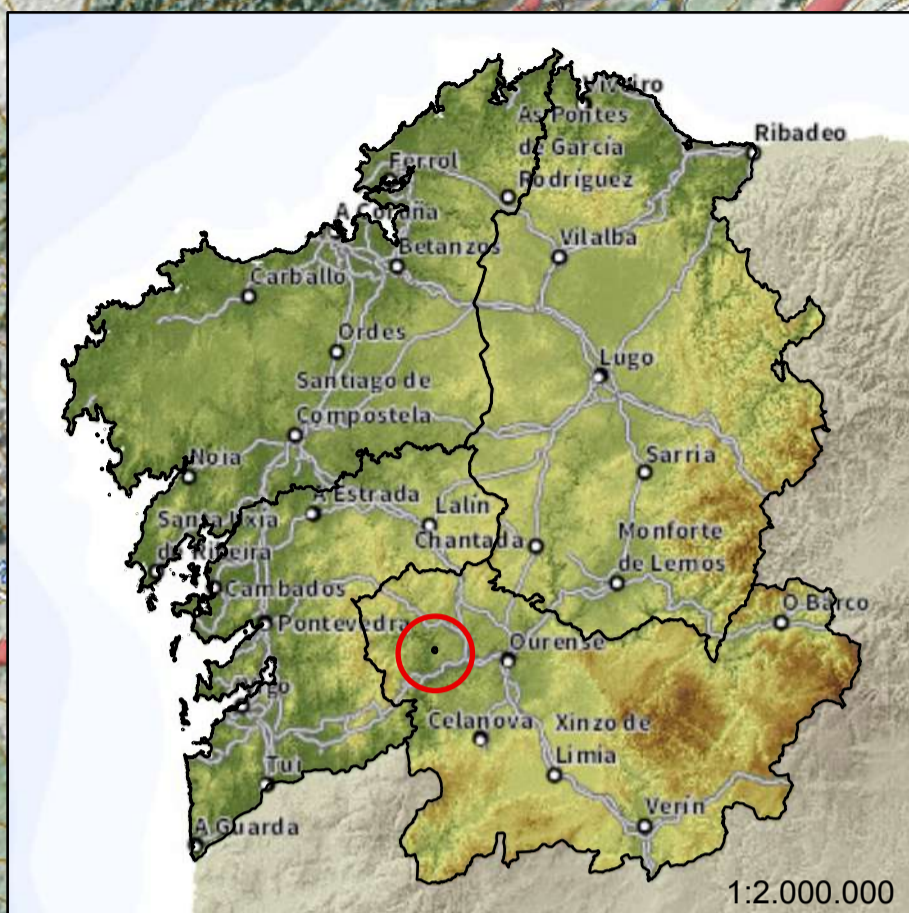 Viveiro
As Pontes
de García
Rodríguez
Ribadeo
Ferrol
A Coruña
Betanzos
Vilalba
Carballo
Ordes
Lugo
Santiago de
Compostela
Noia
Sarria
A Estrada
Lalín
Santa Uxía
de Ribeira
Chantada
Monforte
de Lemos
Cambados
O Barco
Pontevedra
Ourense
Vigo
Celanova
Xinzo de
Limia
Tui
Verín
A Guarda
1:2.000.000